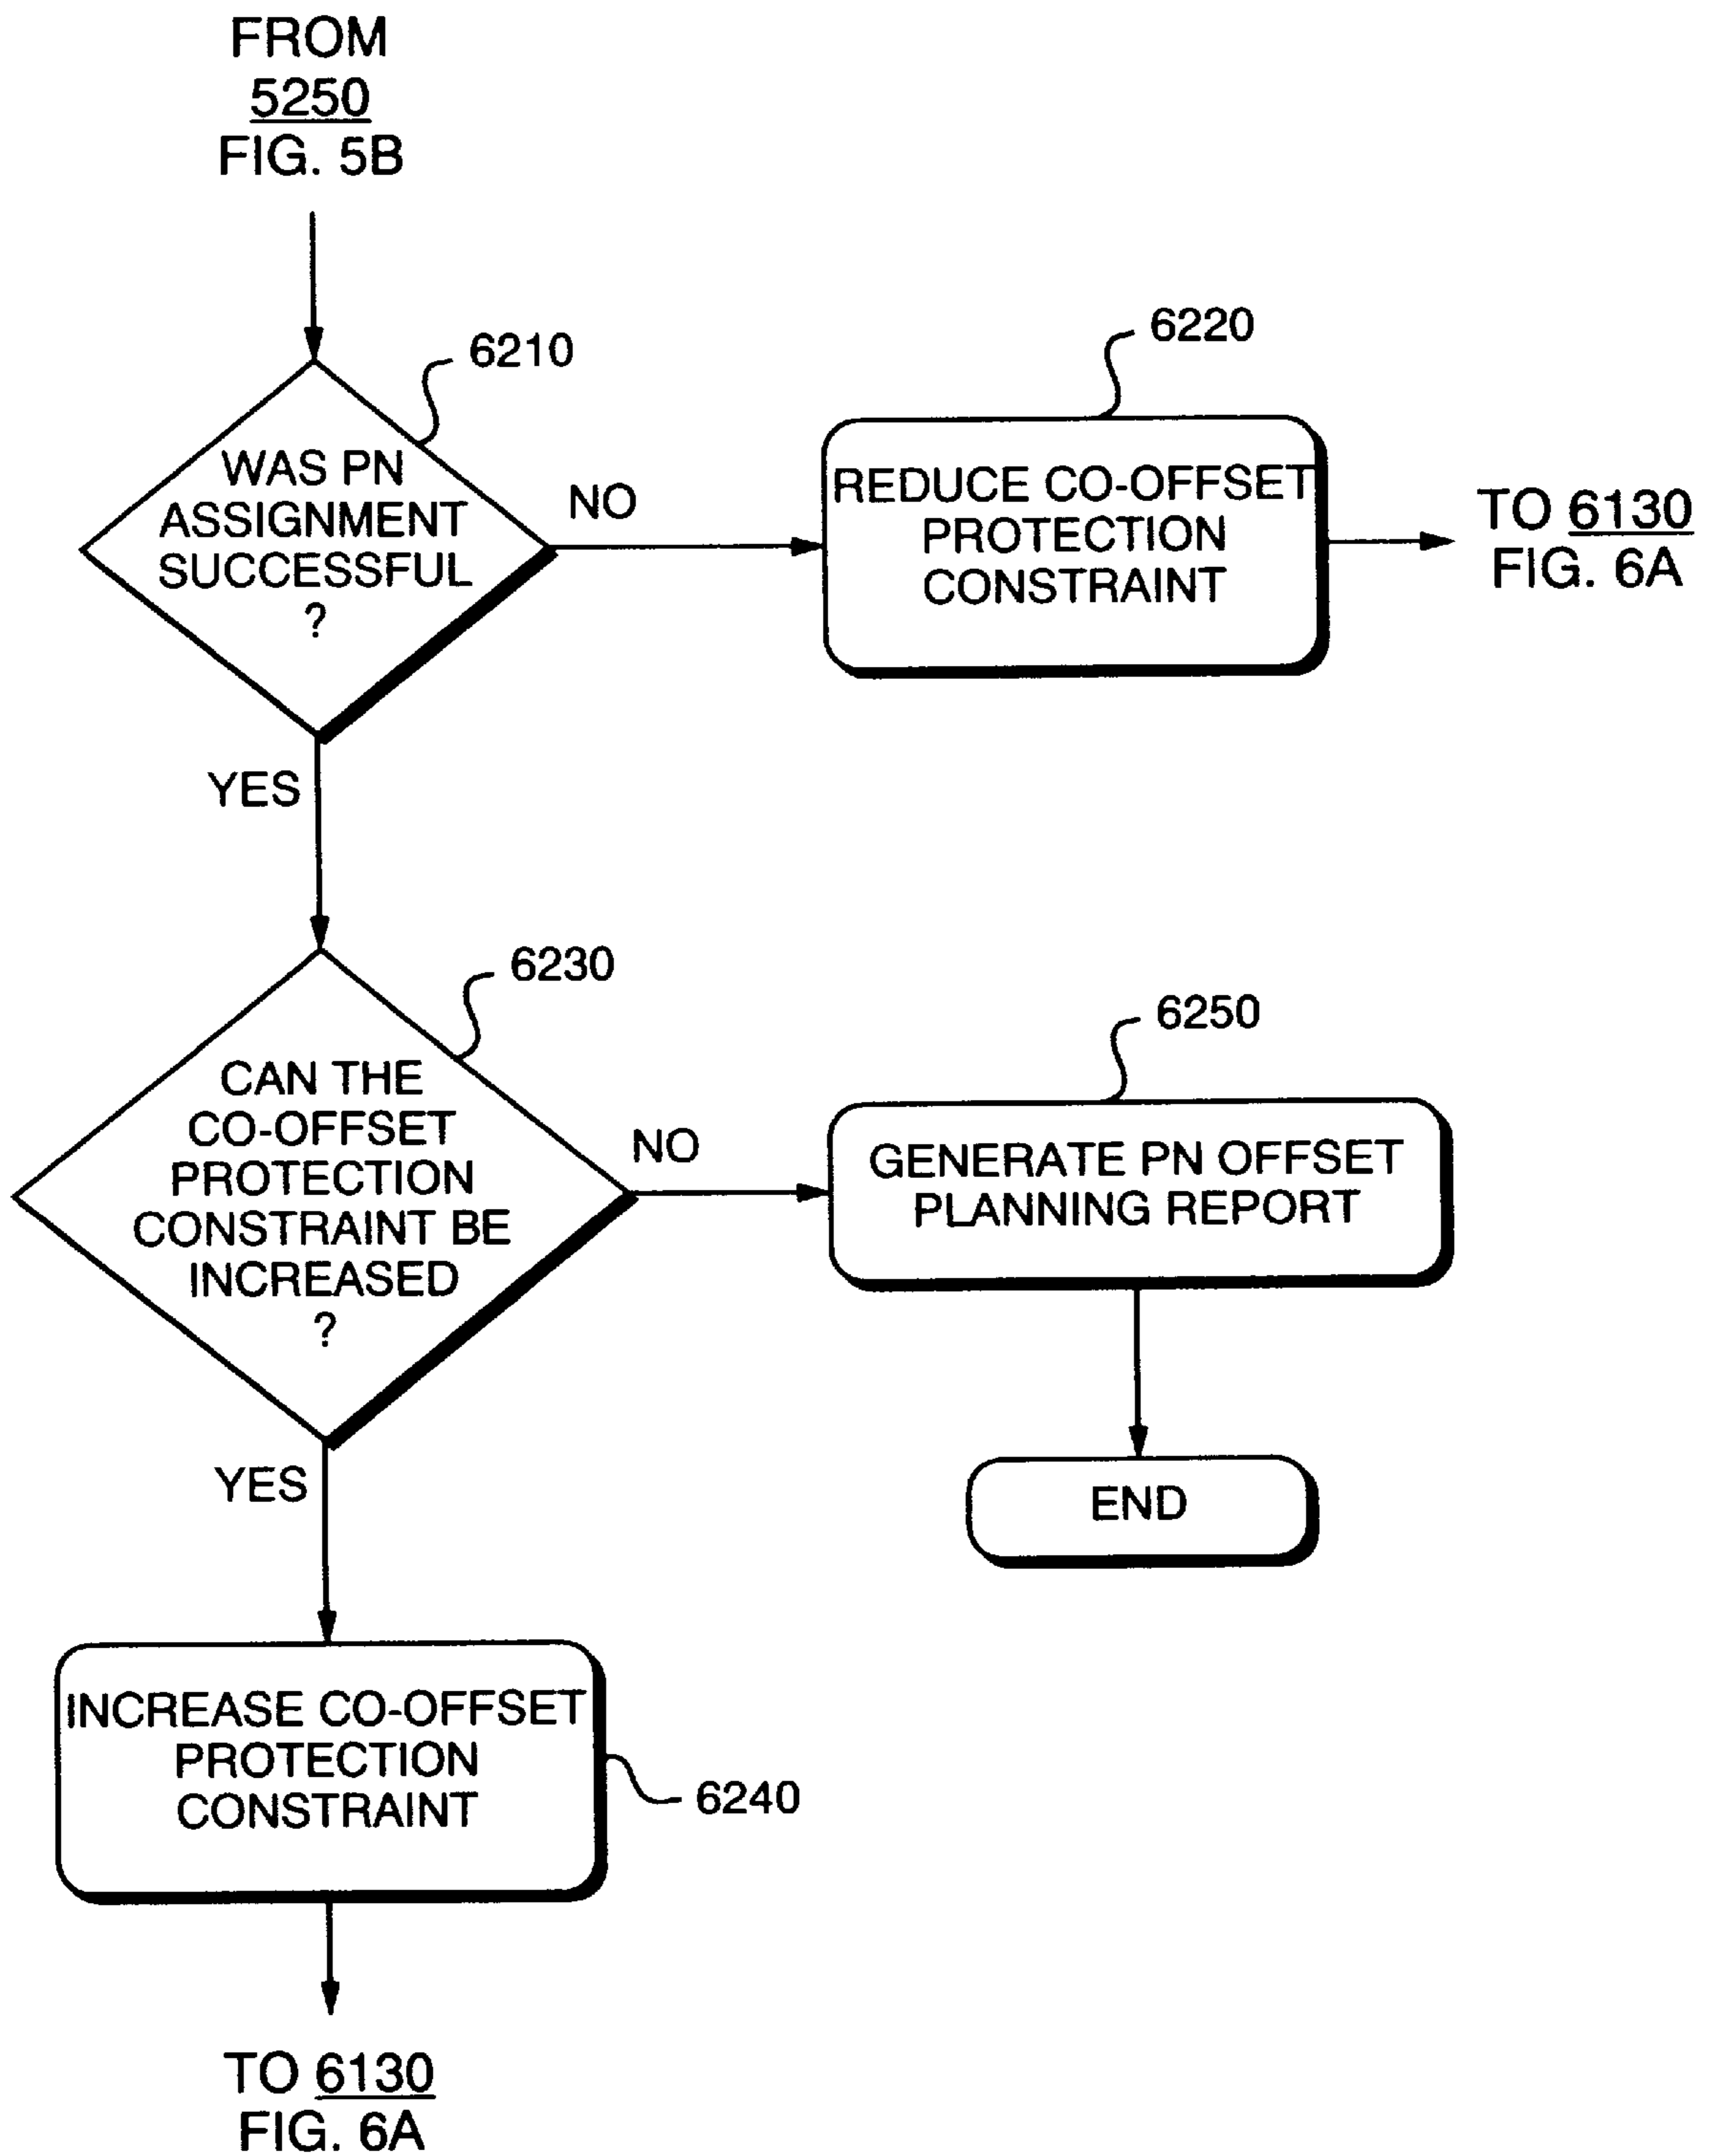 FROM
5250
FIG. 5B
6210
WAS PN
ASSIGNMENT
SUCCESSFUL
?
NO
6220
REDUCE CO-OFFSET
PROTECTION
CONSTRAINT
TO 6130
FIG. 6A
YES
6230
CAN THE
CO-OFFSET
PROTECTION
CONSTRAINT BE
INCREASED
?
NO
6250
GENERATE PN OFFSET
PLANNING REPORT
END
YES
INCREASE CO-OFFSET
PROTECTION
CONSTRAINT
6240
TO 6130
FIG. 6A